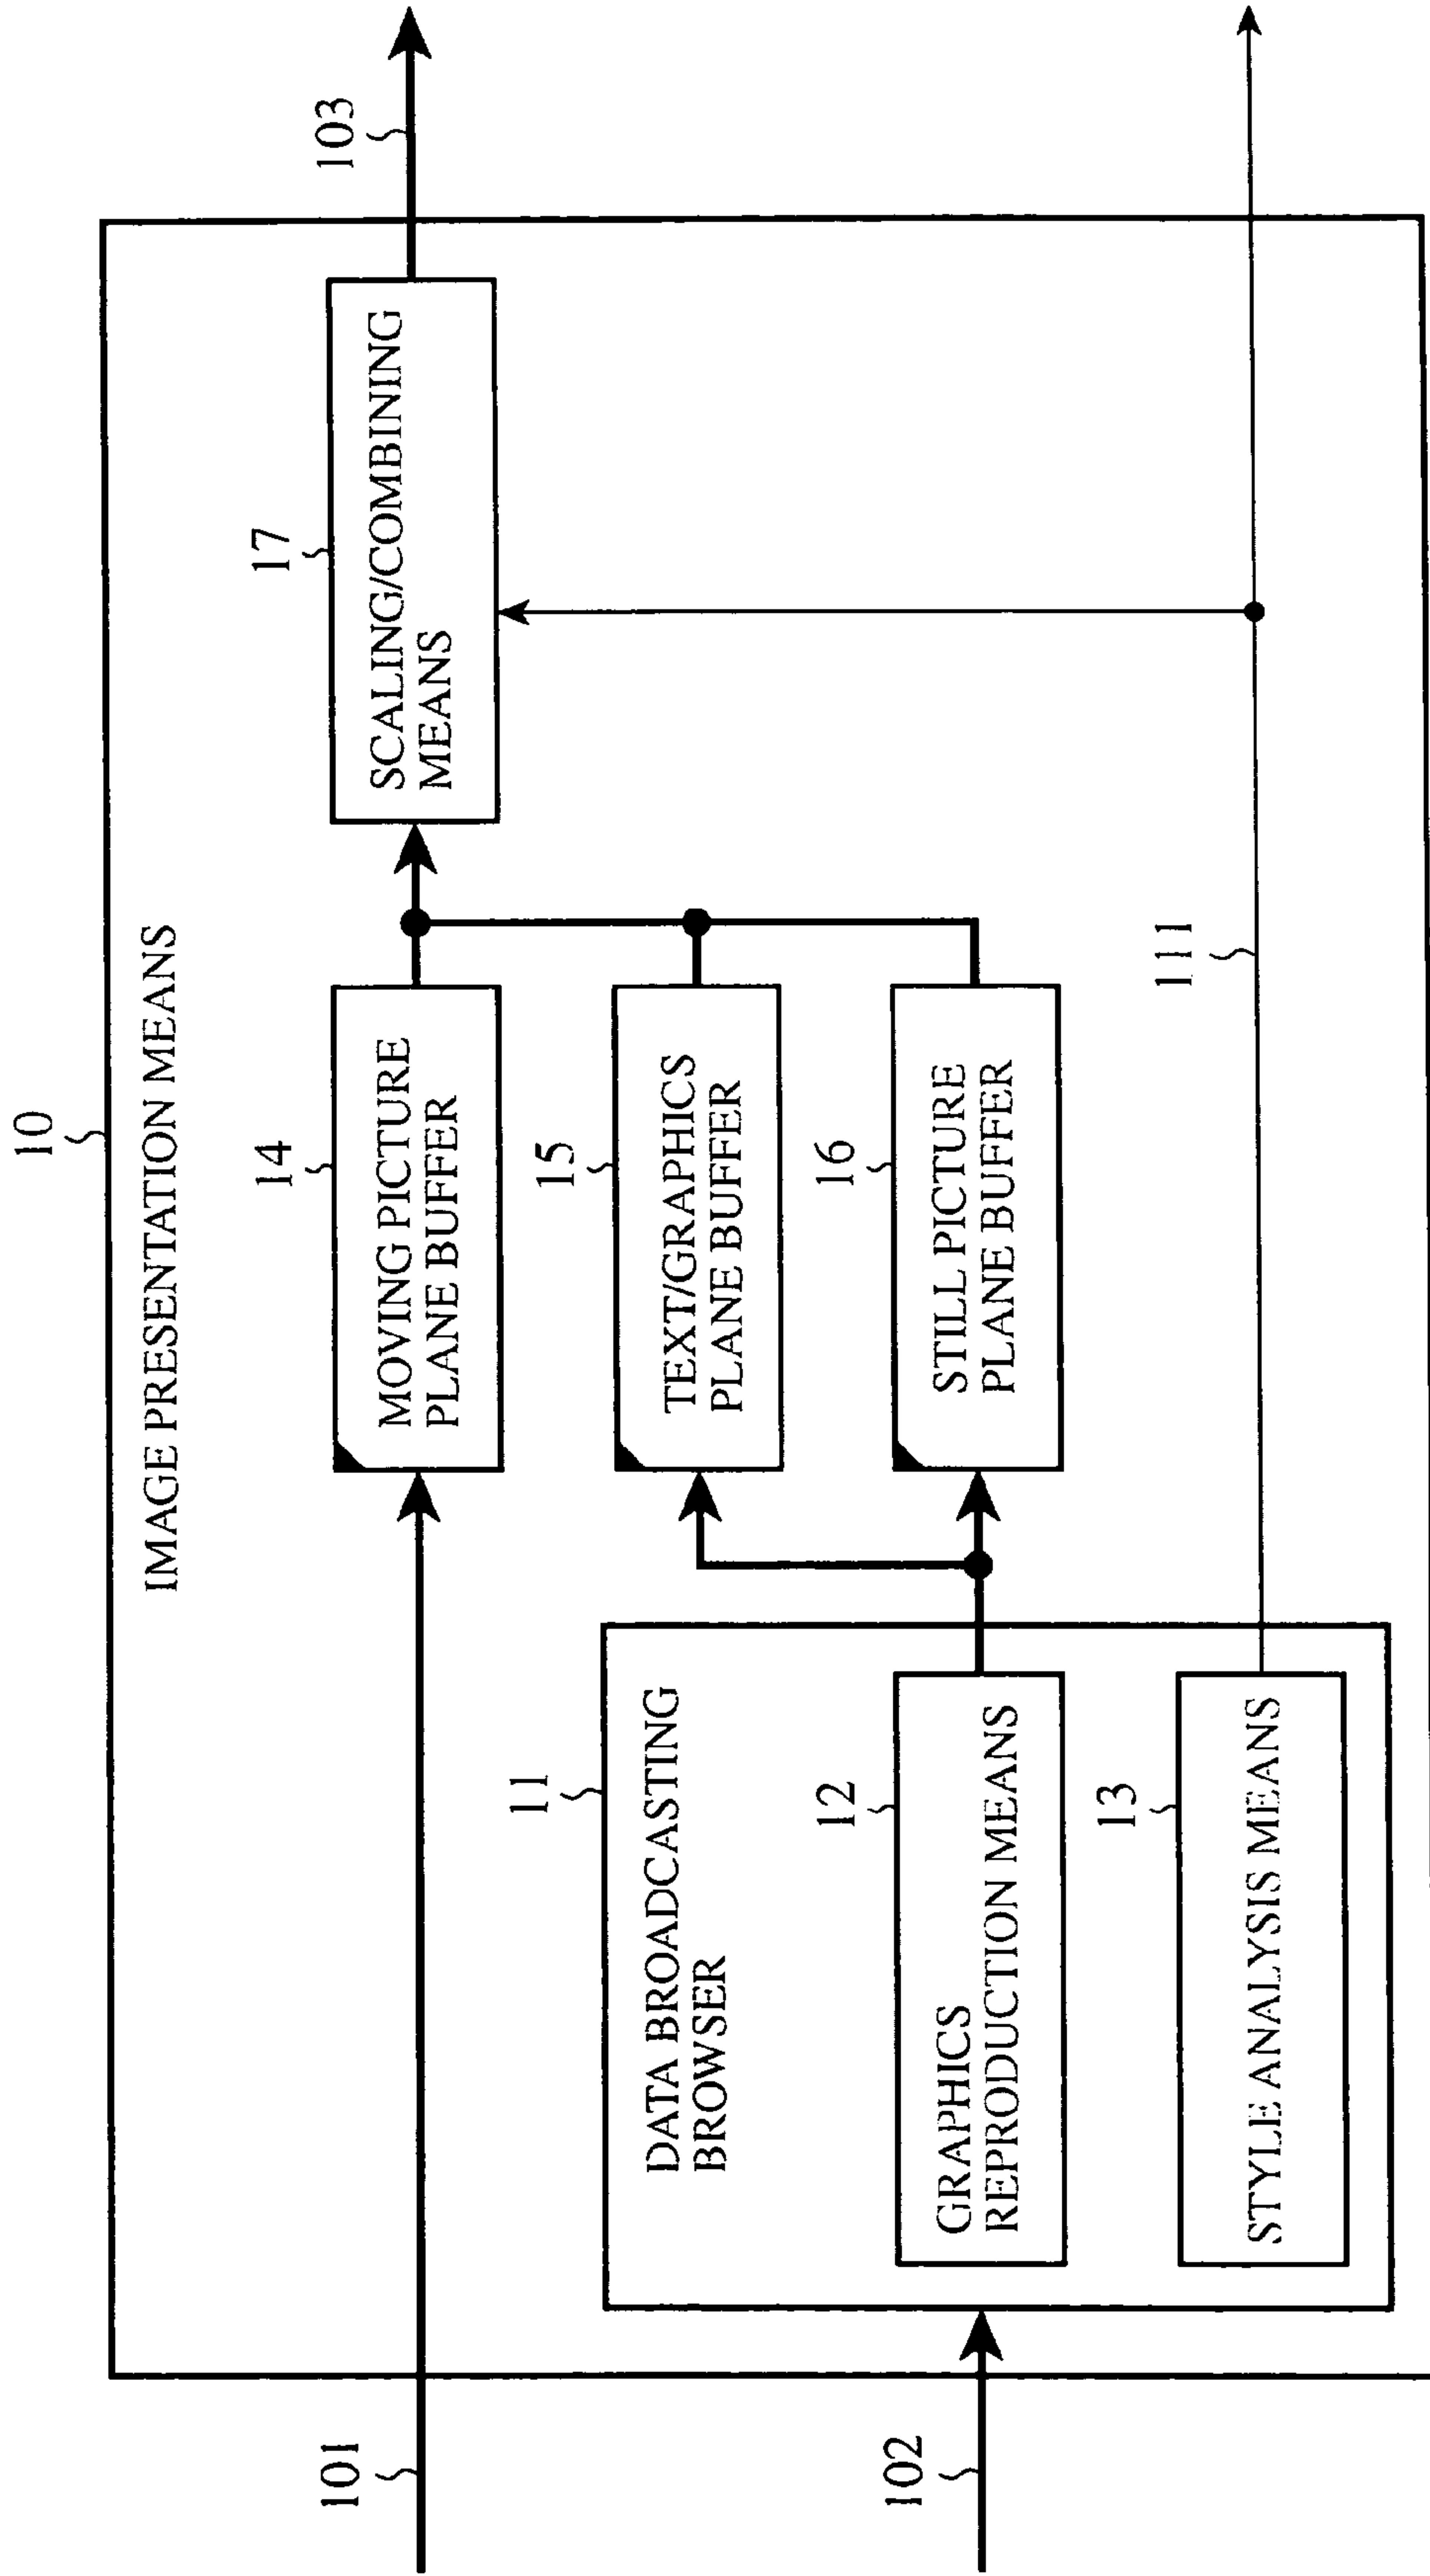 10
IMAGE PRESENTATION MEANS
101
14
MOVING PICTURE
PLANE BUFFER
17
SCALING/COMBINING
MEANS
103
11
DATA BROADCASTING
BROWSER
15
TEXT/GRAPHICS
PLANE BUFFER
102
12
GRAPHICS
REPRODUCTION MEANS
16
STILL PICTURE
PLANE BUFFER
13
STYLE ANALYSIS MEANS
111